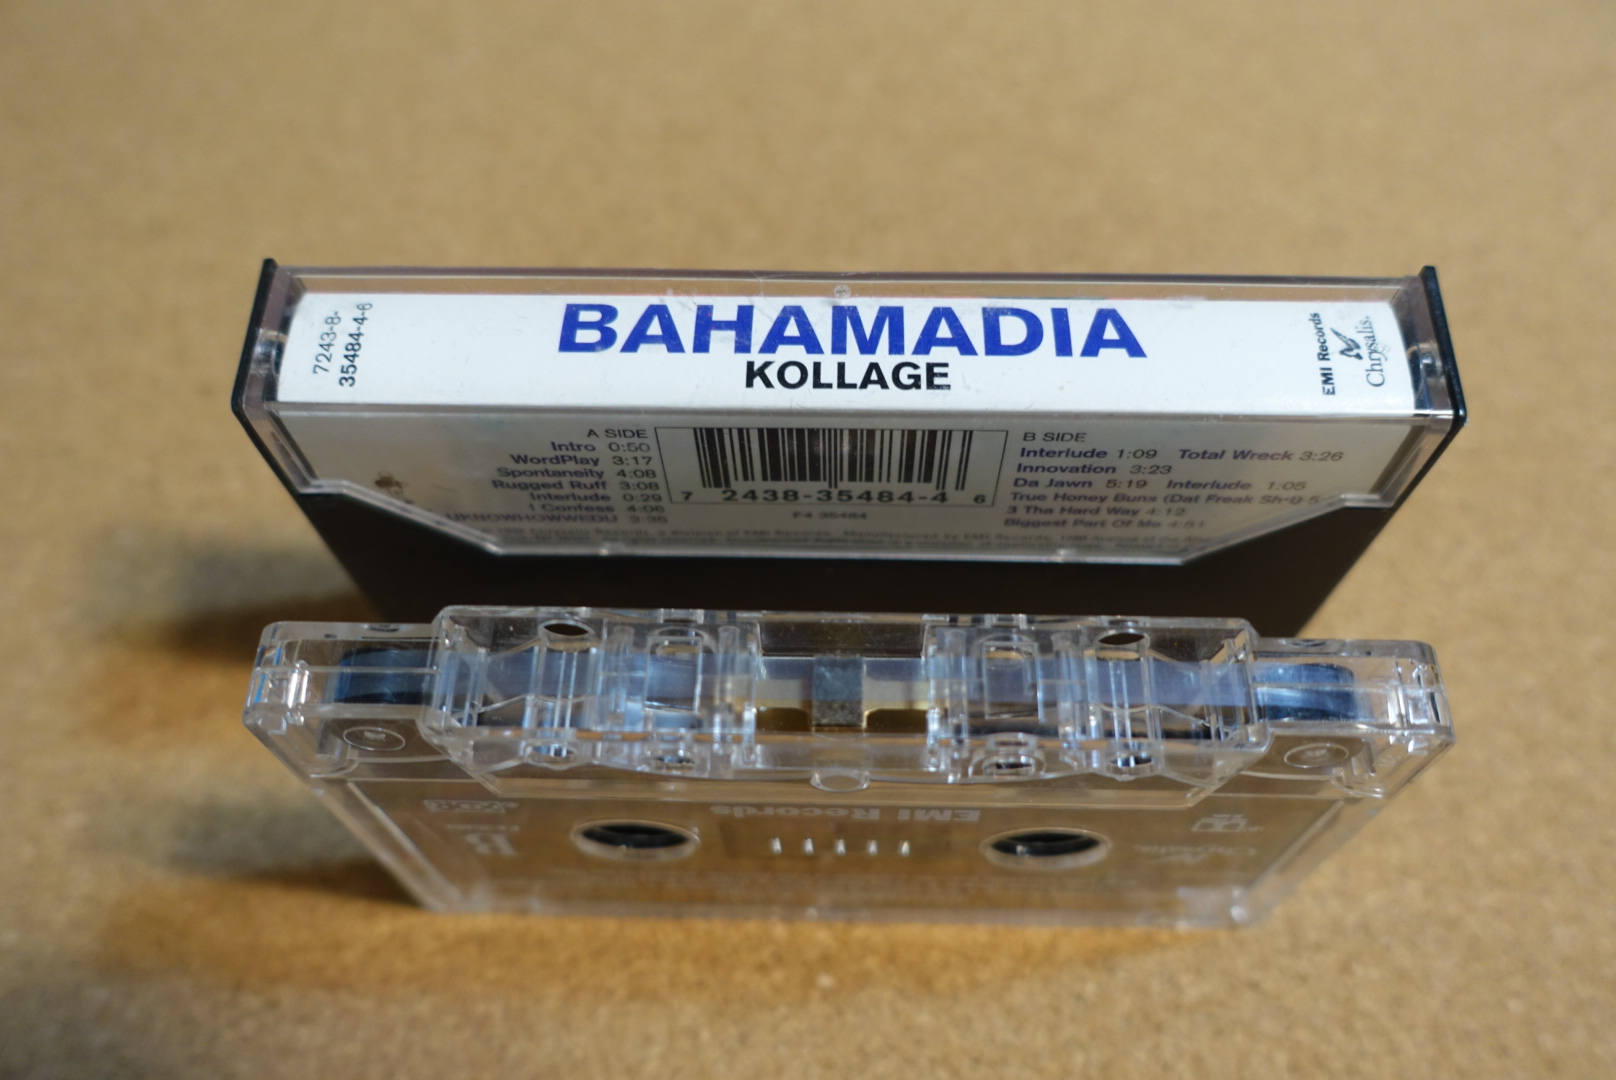 7243-8-
35484-4-6
BAHAMADIA
KOLLAGE
EMI Records
Chrysalis.
A SIDE
Intro 0:50
WordPlay 3:17
Spontaneity 4:08
Rugged Ruff 3:08
Interlude 0:29
I Confess 4:06
UKNOWHOWWEDU 3:36
7 2438-35484-4 6
F4 35484
B SIDE
Interlude 1:09 Total Wreck 3:26
Innovation 3:23
Da Jawn 5:19 Interlude 1:05
True Honey Buns (Dat Freak Sh*t)
3 Tha Hard Way 4:12
Biggest Part Of Me 4:51
EMI Records